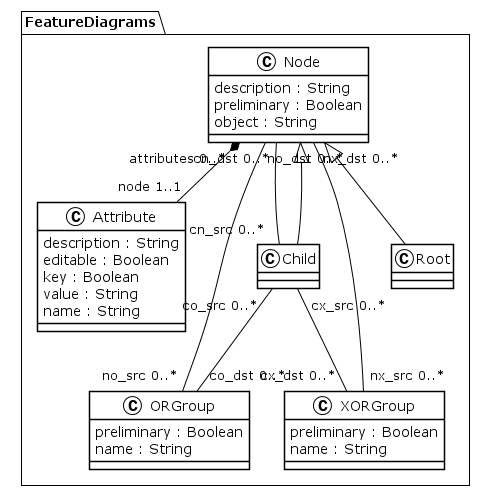 FeatureDiagrams
C Node
description : String
preliminary : Boolean
object : String
attributes 0..*
cn_dst 0..*
no_dst 0..*
nx_dst 0..*
node 1..1
C Attribute
description : String
editable : Boolean
key : Boolean
value : String
name : String
cn_src 0..*
C Child
C Root
co_src 0..*
cx_src 0..*
no_src 0..*
co_dst 0..*
cx_dst 0..*
nx_src 0..*
C ORGroup
preliminary : Boolean
name : String
C XORGroup
preliminary : Boolean
name : String